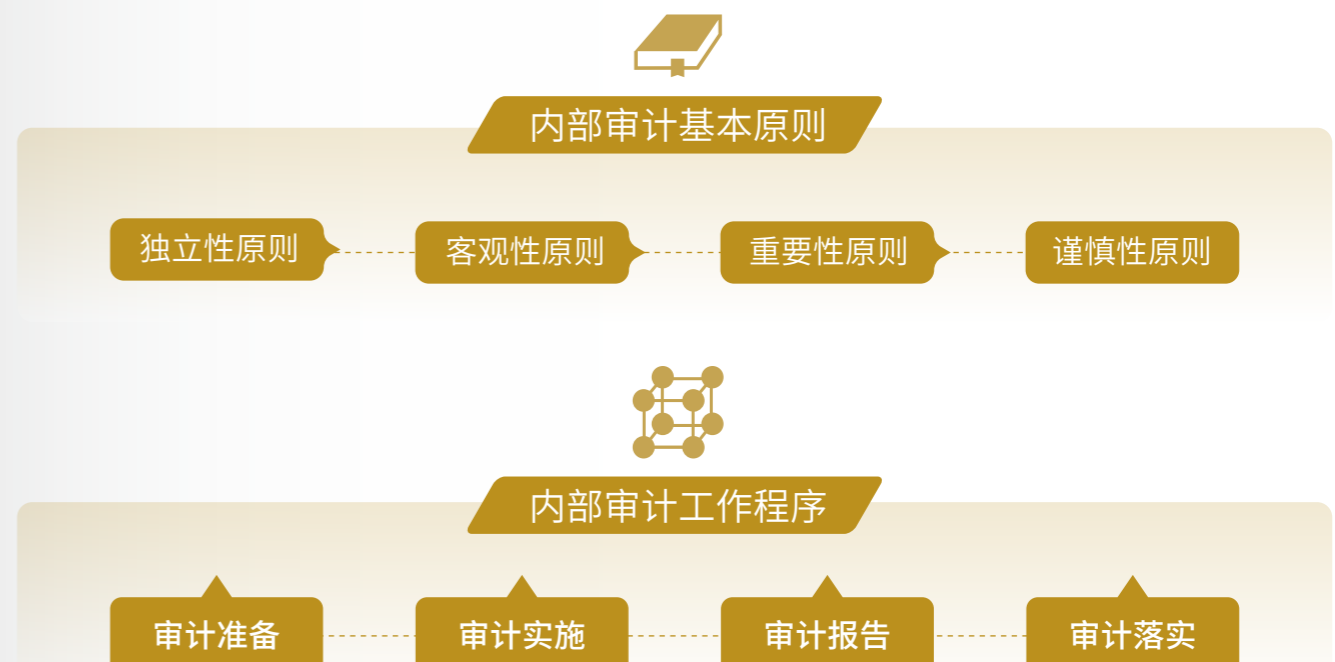 内部审计基本原则
独立性原则 客观性原则 重要性原则 谨慎性原则
内部审计工作程序
审计准备 审计实施 审计报告 审计落实